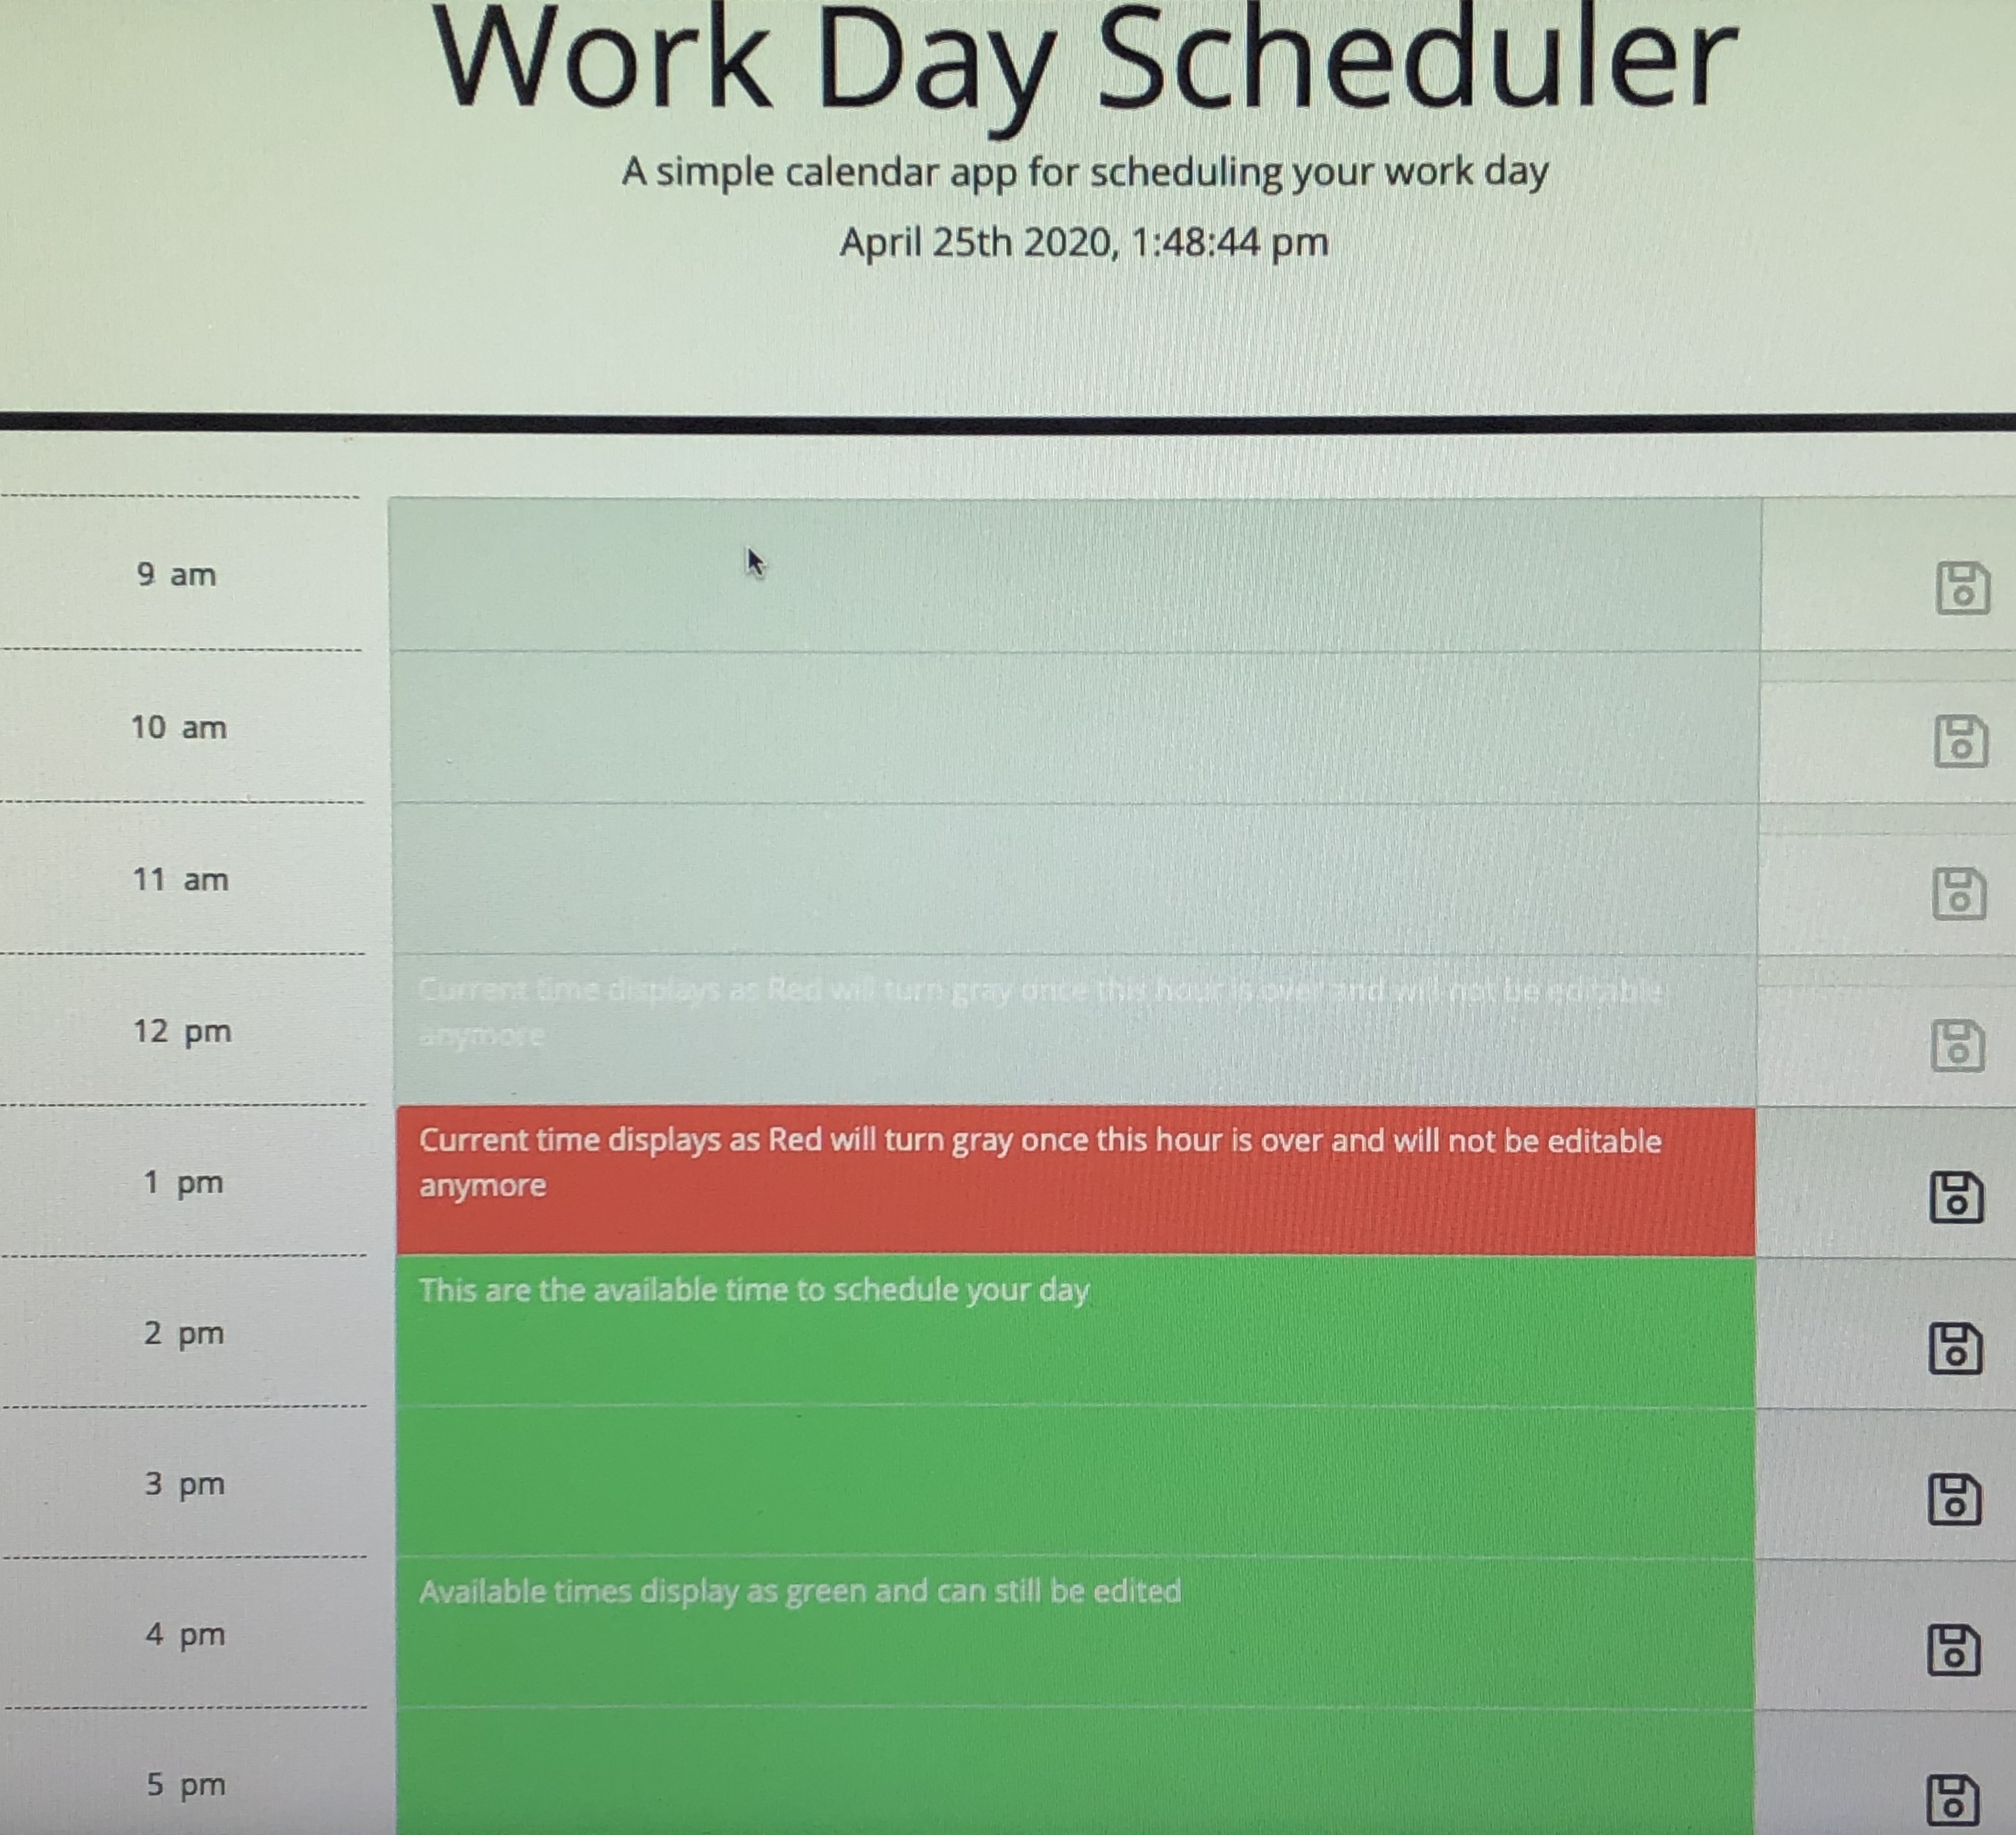 Work Day Scheduler
A simple calendar app for scheduling your work day
April 25th 2020, 1:48:44 pm
9 am
10 am
11 am
Current time displays as Red will turn gray once this hour is over and will not be editable
anymore
12 pm
Current time displays as Red will turn gray once this hour is over and will not be editable
anymore
1 pm
This are the available time to schedule your day
2 pm
3 pm
Available times display as green and can still be edited
4 pm
5 pm